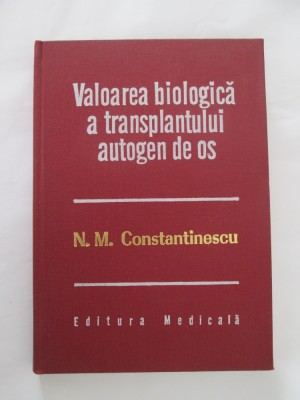 Valoarea biologică
a transplantului
autogen de os
N. M. Constantinescu
Editura Medicală